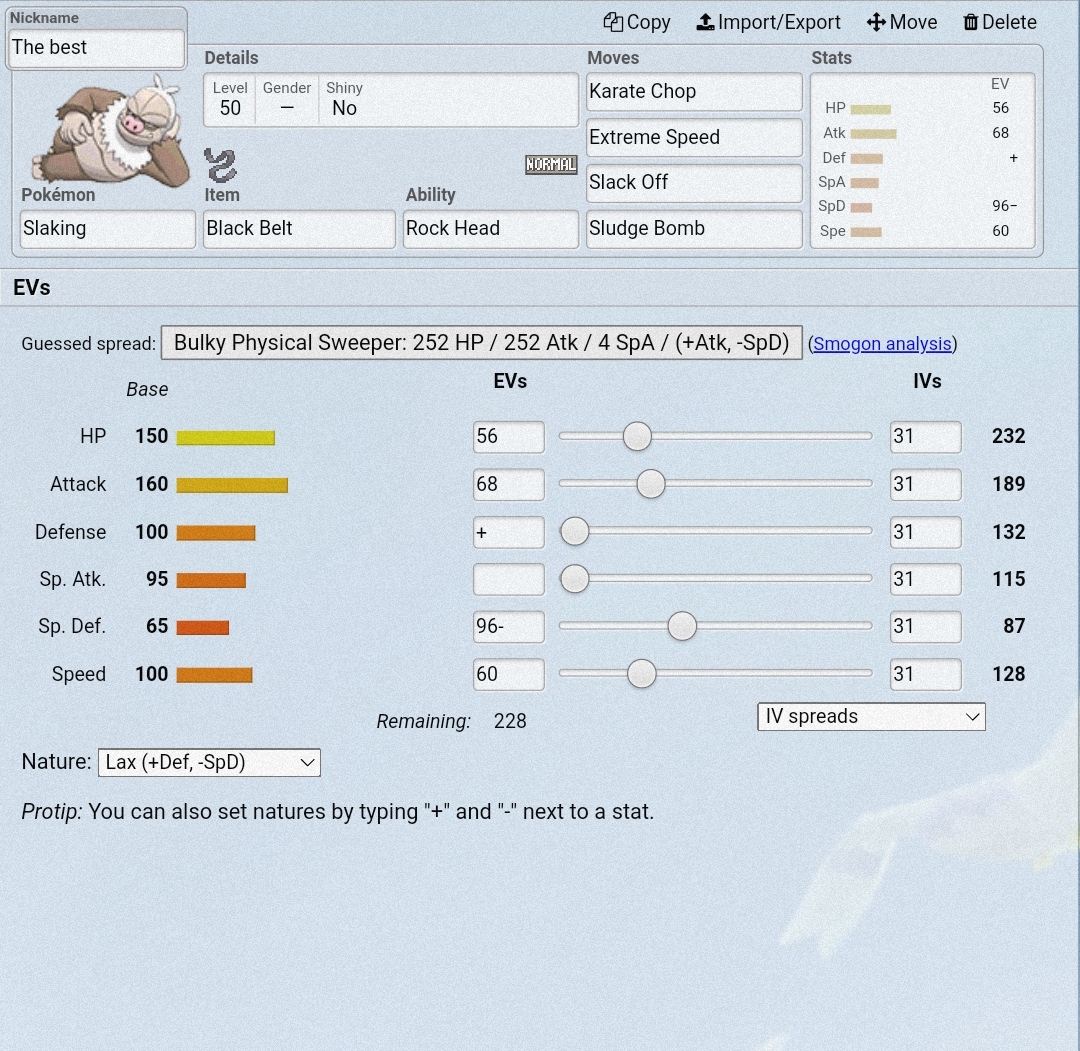 Nickname
The best
Copy Import/Export Move Delete
Details
Level Gender Shiny
50 — No
NORMAL
Pokémon Item Ability
Slaking Black Belt Rock Head
Moves
Karate Chop
Extreme Speed
Slack Off
Sludge Bomb
Stats
EV
HP 56
Atk 68
Def +
SpA
SpD 96−
Spe 60
EVs
Guessed spread: Bulky Physical Sweeper: 252 HP / 252 Atk / 4 SpA / (+Atk, -SpD) (Smogon analysis)
Base EVs IVs
HP 150 56 31 232
Attack 160 68 31 189
Defense 100 + 31 132
Sp. Atk. 95 31 115
Sp. Def. 65 96- 31 87
Speed 100 60 31 128
Remaining: 228 IV spreads
Nature: Lax (+Def, -SpD)
Protip: You can also set natures by typing "+" and "-" next to a stat.